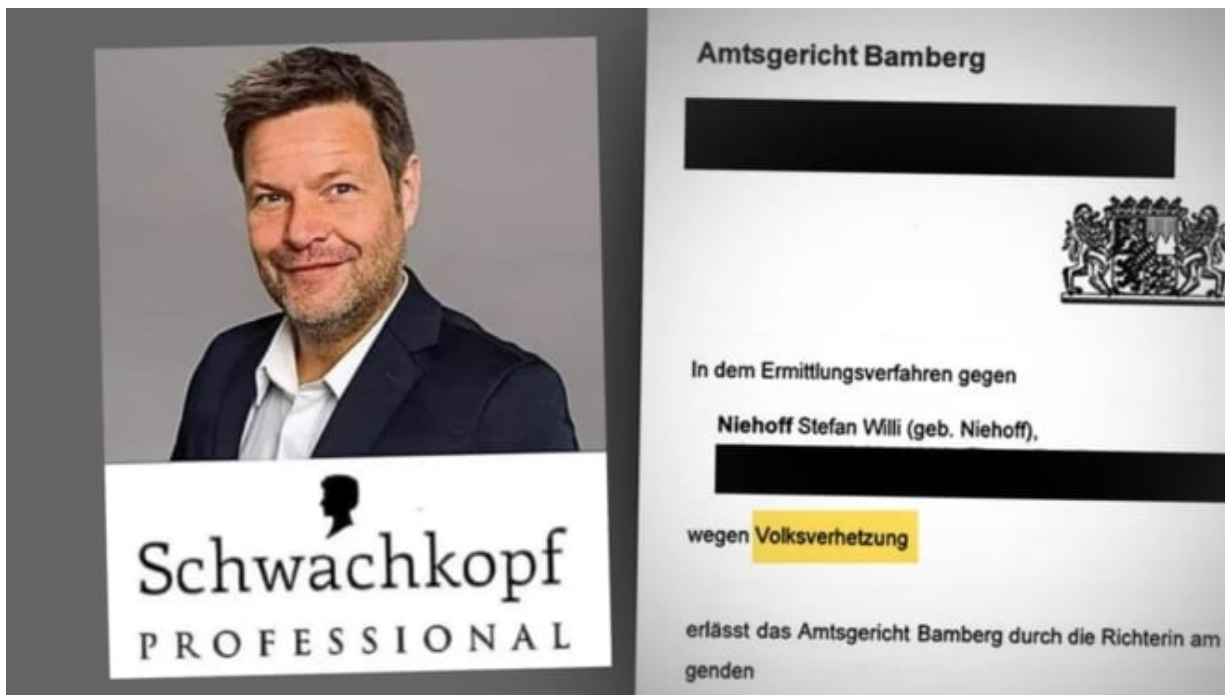 Schwachkopf
PROFESSIONAL
Amtsgericht Bamberg
In dem Ermittlungsverfahren gegen
Niehoff Stefan Willi (geb. Niehoff),
wegen Volksverhetzung
erlässt das Amtsgericht Bamberg durch die Richterin am
genden